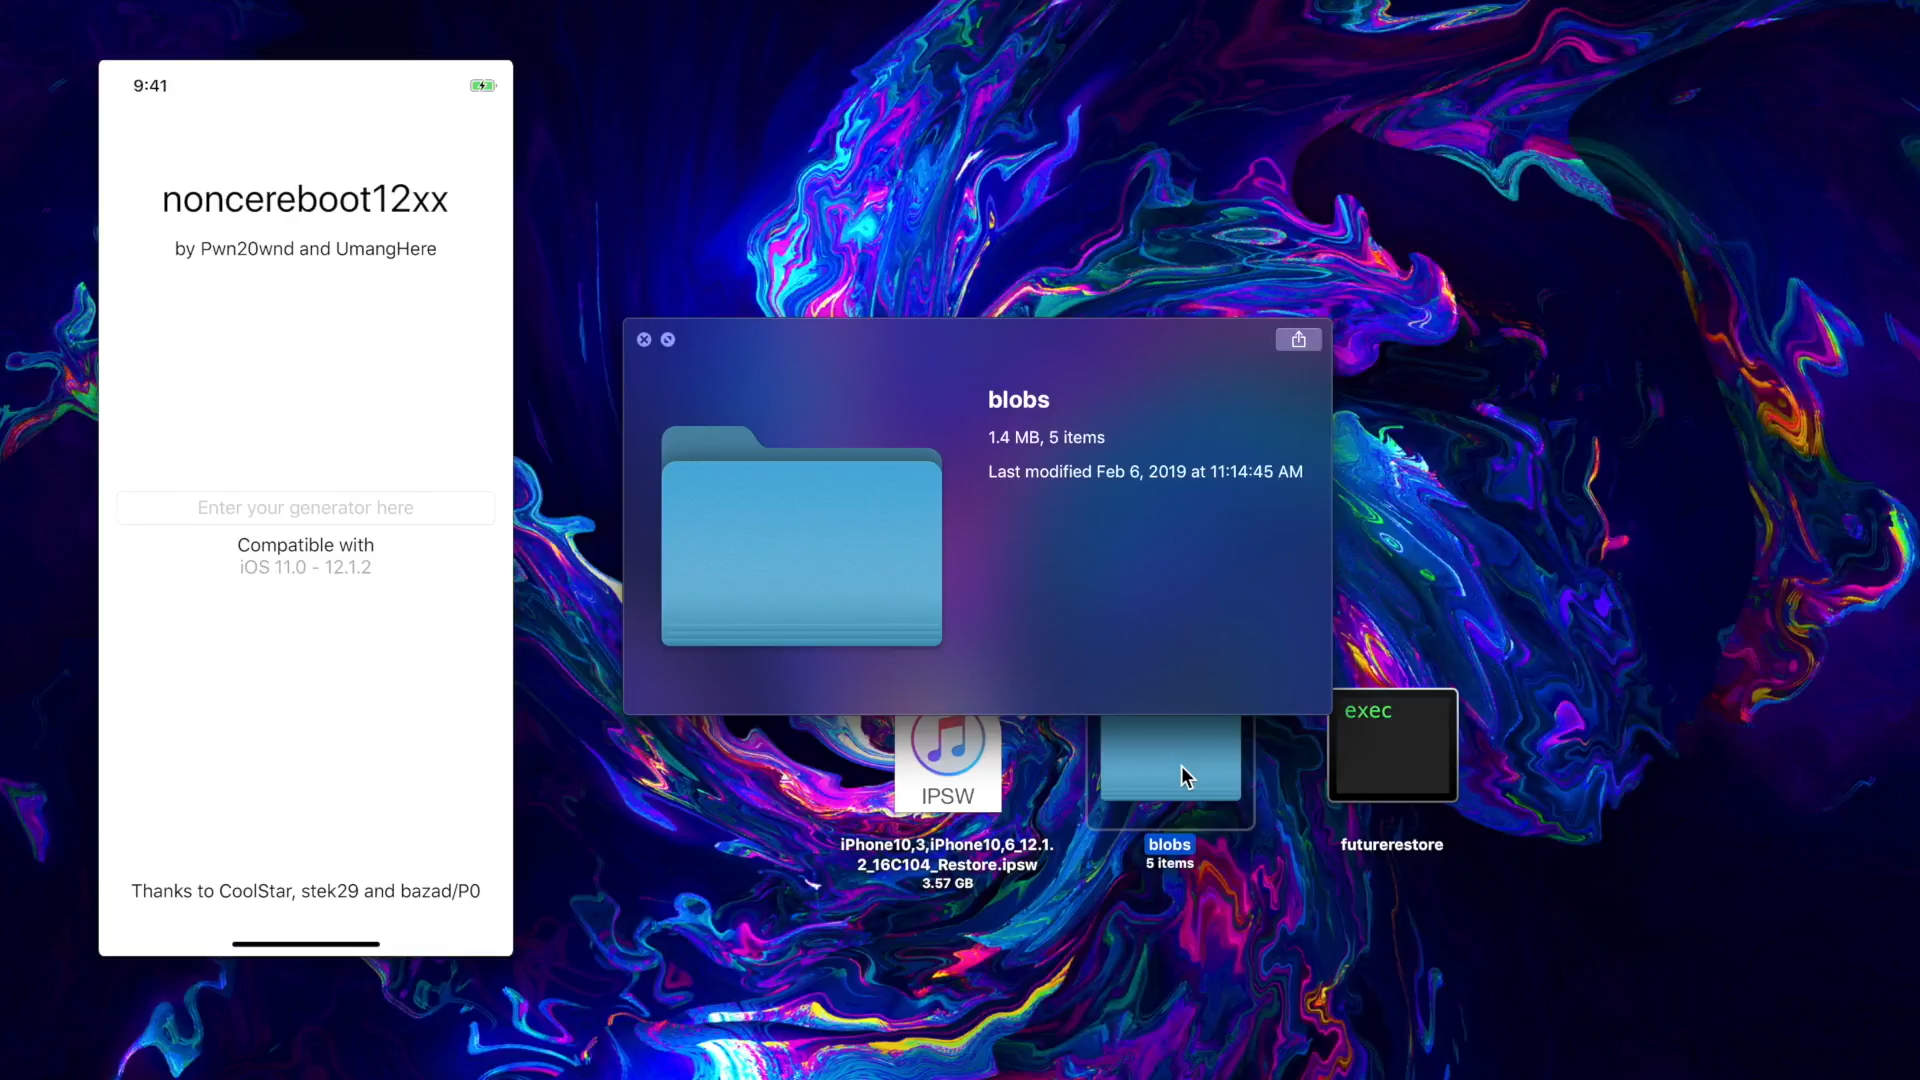 9:41
noncereboot12xx
by Pwn20wnd and UmangHere
Enter your generator here
Compatible with
iOS 11.0 - 12.1.2
Thanks to CoolStar, stek29 and bazad/P0
blobs
1.4 MB, 5 items
Last modified Feb 6, 2019 at 11:14:45 AM
IPSW
iPhone10,3,iPhone10,6_12.1.
2_16C104_Restore.ipsw
3.57 GB
blobs
5 items
exec
futurerestore